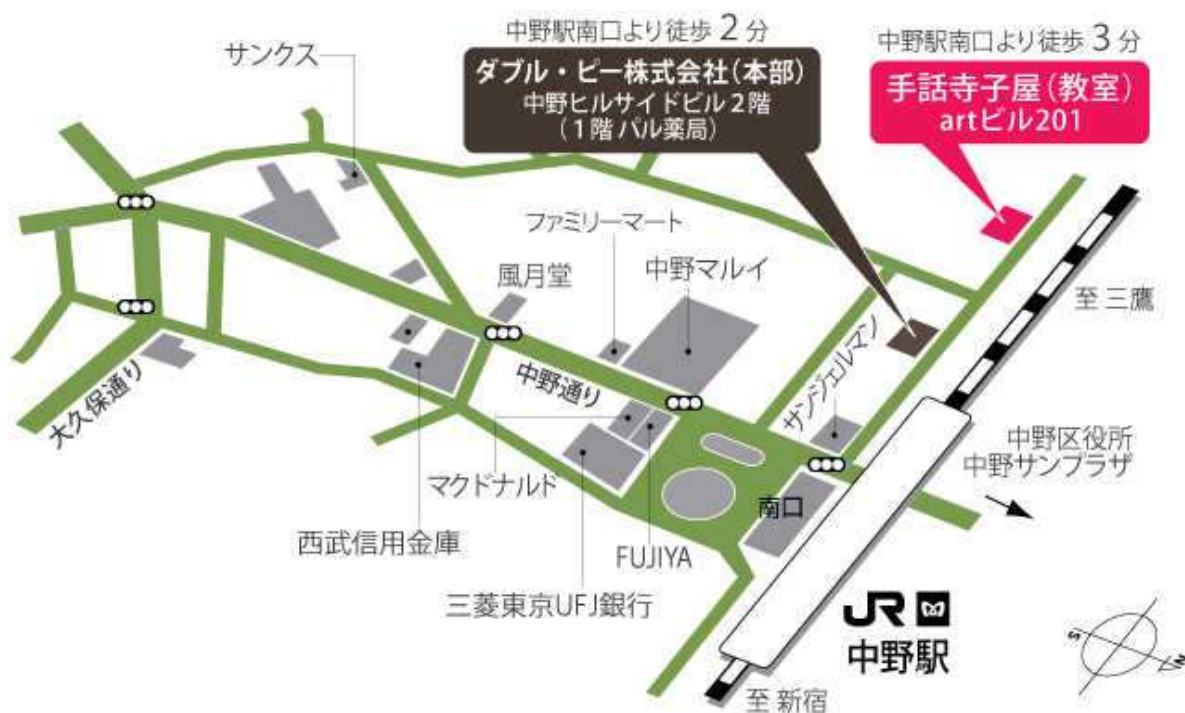 中野駅南口より徒歩 2 分
ダブル・ピー株式会社(本部)
中野ヒルサイドビル2階
(1階 パル薬局)
中野駅南口より徒歩 3 分
手話寺子屋(教室)
artビル201
サンクス
ファミリーマート
風月堂
中野マルイ
サンジェルマン
至 三鷹
大久保通り
中野通り
中野区役所
中野サンプラザ
マクドナルド
南口
西武信用金庫
FUJIYA
三菱東京UFJ銀行
JR
中野駅
至 新宿
S
N